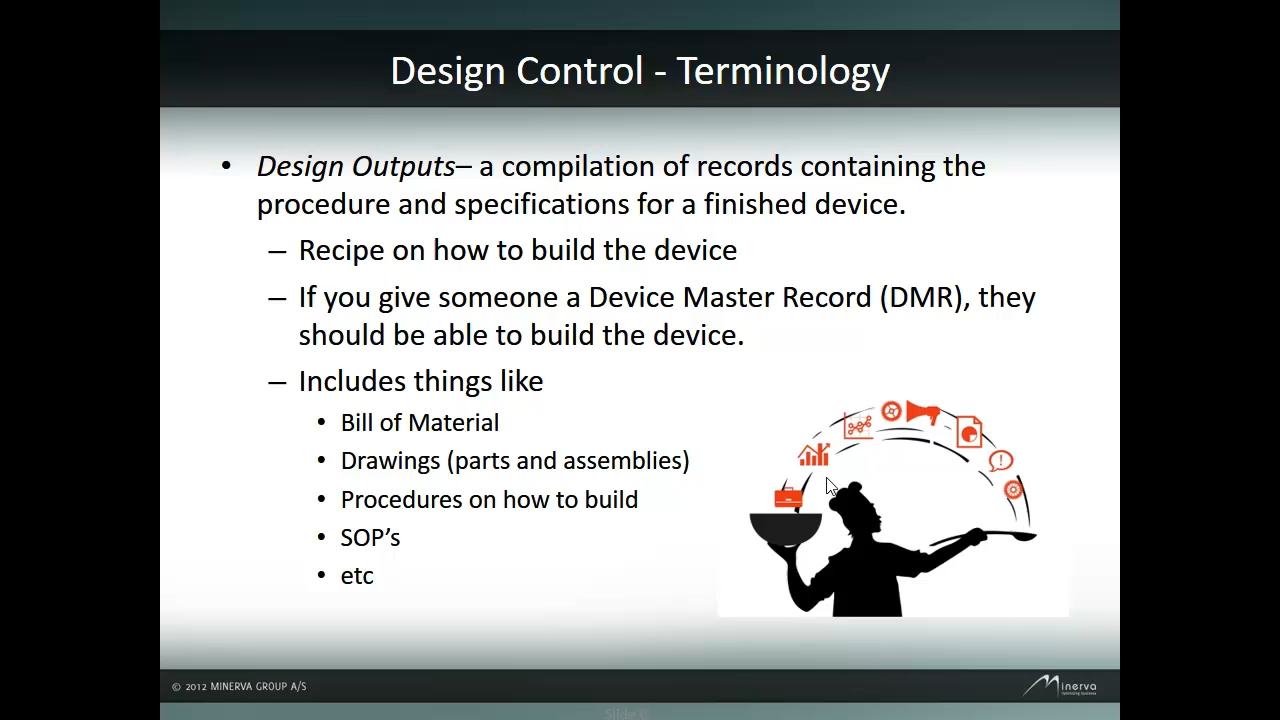 Design Control - Terminology
• Design Outputs– a compilation of records containing the
procedure and specifications for a finished device.
– Recipe on how to build the device
– If you give someone a Device Master Record (DMR), they
should be able to build the device.
– Includes things like
• Bill of Material
• Drawings (parts and assemblies)
• Procedures on how to build
• SOP’s
• etc
© 2012 MINERVA GROUP A/S
Minerva